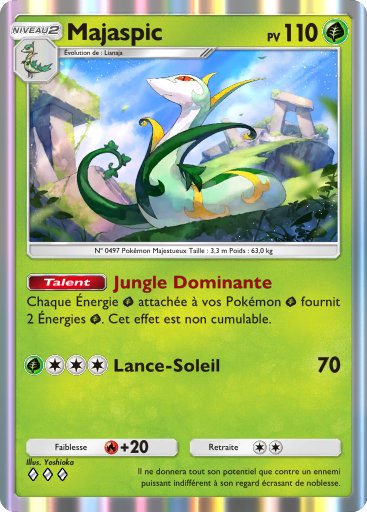 NIVEAU 2
Majaspic
PV 110
Évolution de : Lianaja
N° 0497 Pokémon Majestueux Taille : 3,3 m Poids : 63,0 kg
Talent Jungle Dominante
Chaque Énergie attachée à vos Pokémon fournit
2 Énergies . Cet effet est non cumulable.
Lance-Soleil 70
Faiblesse +20
Retraite
Illus. Yoshioka
Il ne donnera tout son potentiel que contre un ennemi
puissant indifférent à son regard écrasant de noblesse.